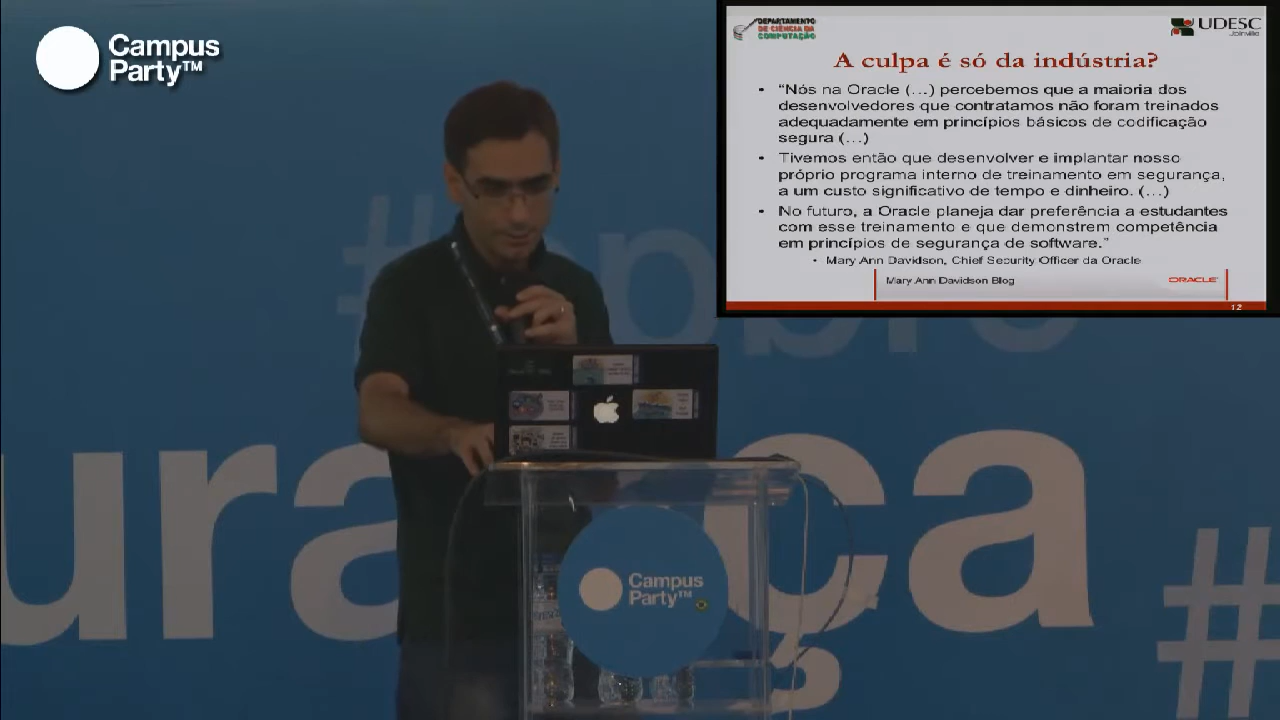 Campus
Party™
DEPARTAMENTO
DE CIÊNCIA DA
COMPUTAÇÃO
UDESC
Joinville
A culpa é só da indústria?
• “Nós na Oracle (…) percebemos que a maioria dos
desenvolvedores que contratamos não foram treinados
adequadamente em princípios básicos de codificação
segura (…)
• Tivemos então que desenvolver e implantar nosso
próprio programa interno de treinamento em segurança,
a um custo significativo de tempo e dinheiro. (…)
• No futuro, a Oracle planeja dar preferência a estudantes
com esse treinamento e que demonstrem competência
em princípios de segurança de software.”
• Mary Ann Davidson, Chief Security Officer da Oracle
Mary Ann Davidson Blog
ORACLE
12
#
ura ça
#
Campus
Party™